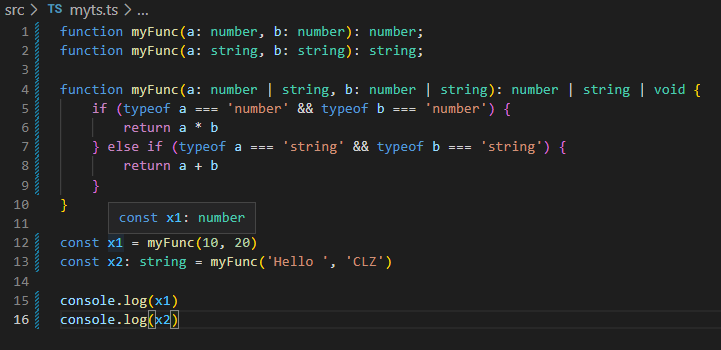 src > TS myts.ts > ...
1 function myFunc(a: number, b: number): number;
2 function myFunc(a: string, b: string): string;
3
4 function myFunc(a: number | string, b: number | string): number | string | void {
5     if (typeof a === 'number' && typeof b === 'number') {
6         return a * b
7     } else if (typeof a === 'string' && typeof b === 'string') {
8         return a + b
9     }
10 }
11 const x1: number
12 const x1 = myFunc(10, 20)
13 const x2: string = myFunc('Hello ', 'CLZ')
14
15 console.log(x1)
16 console.log(x2)